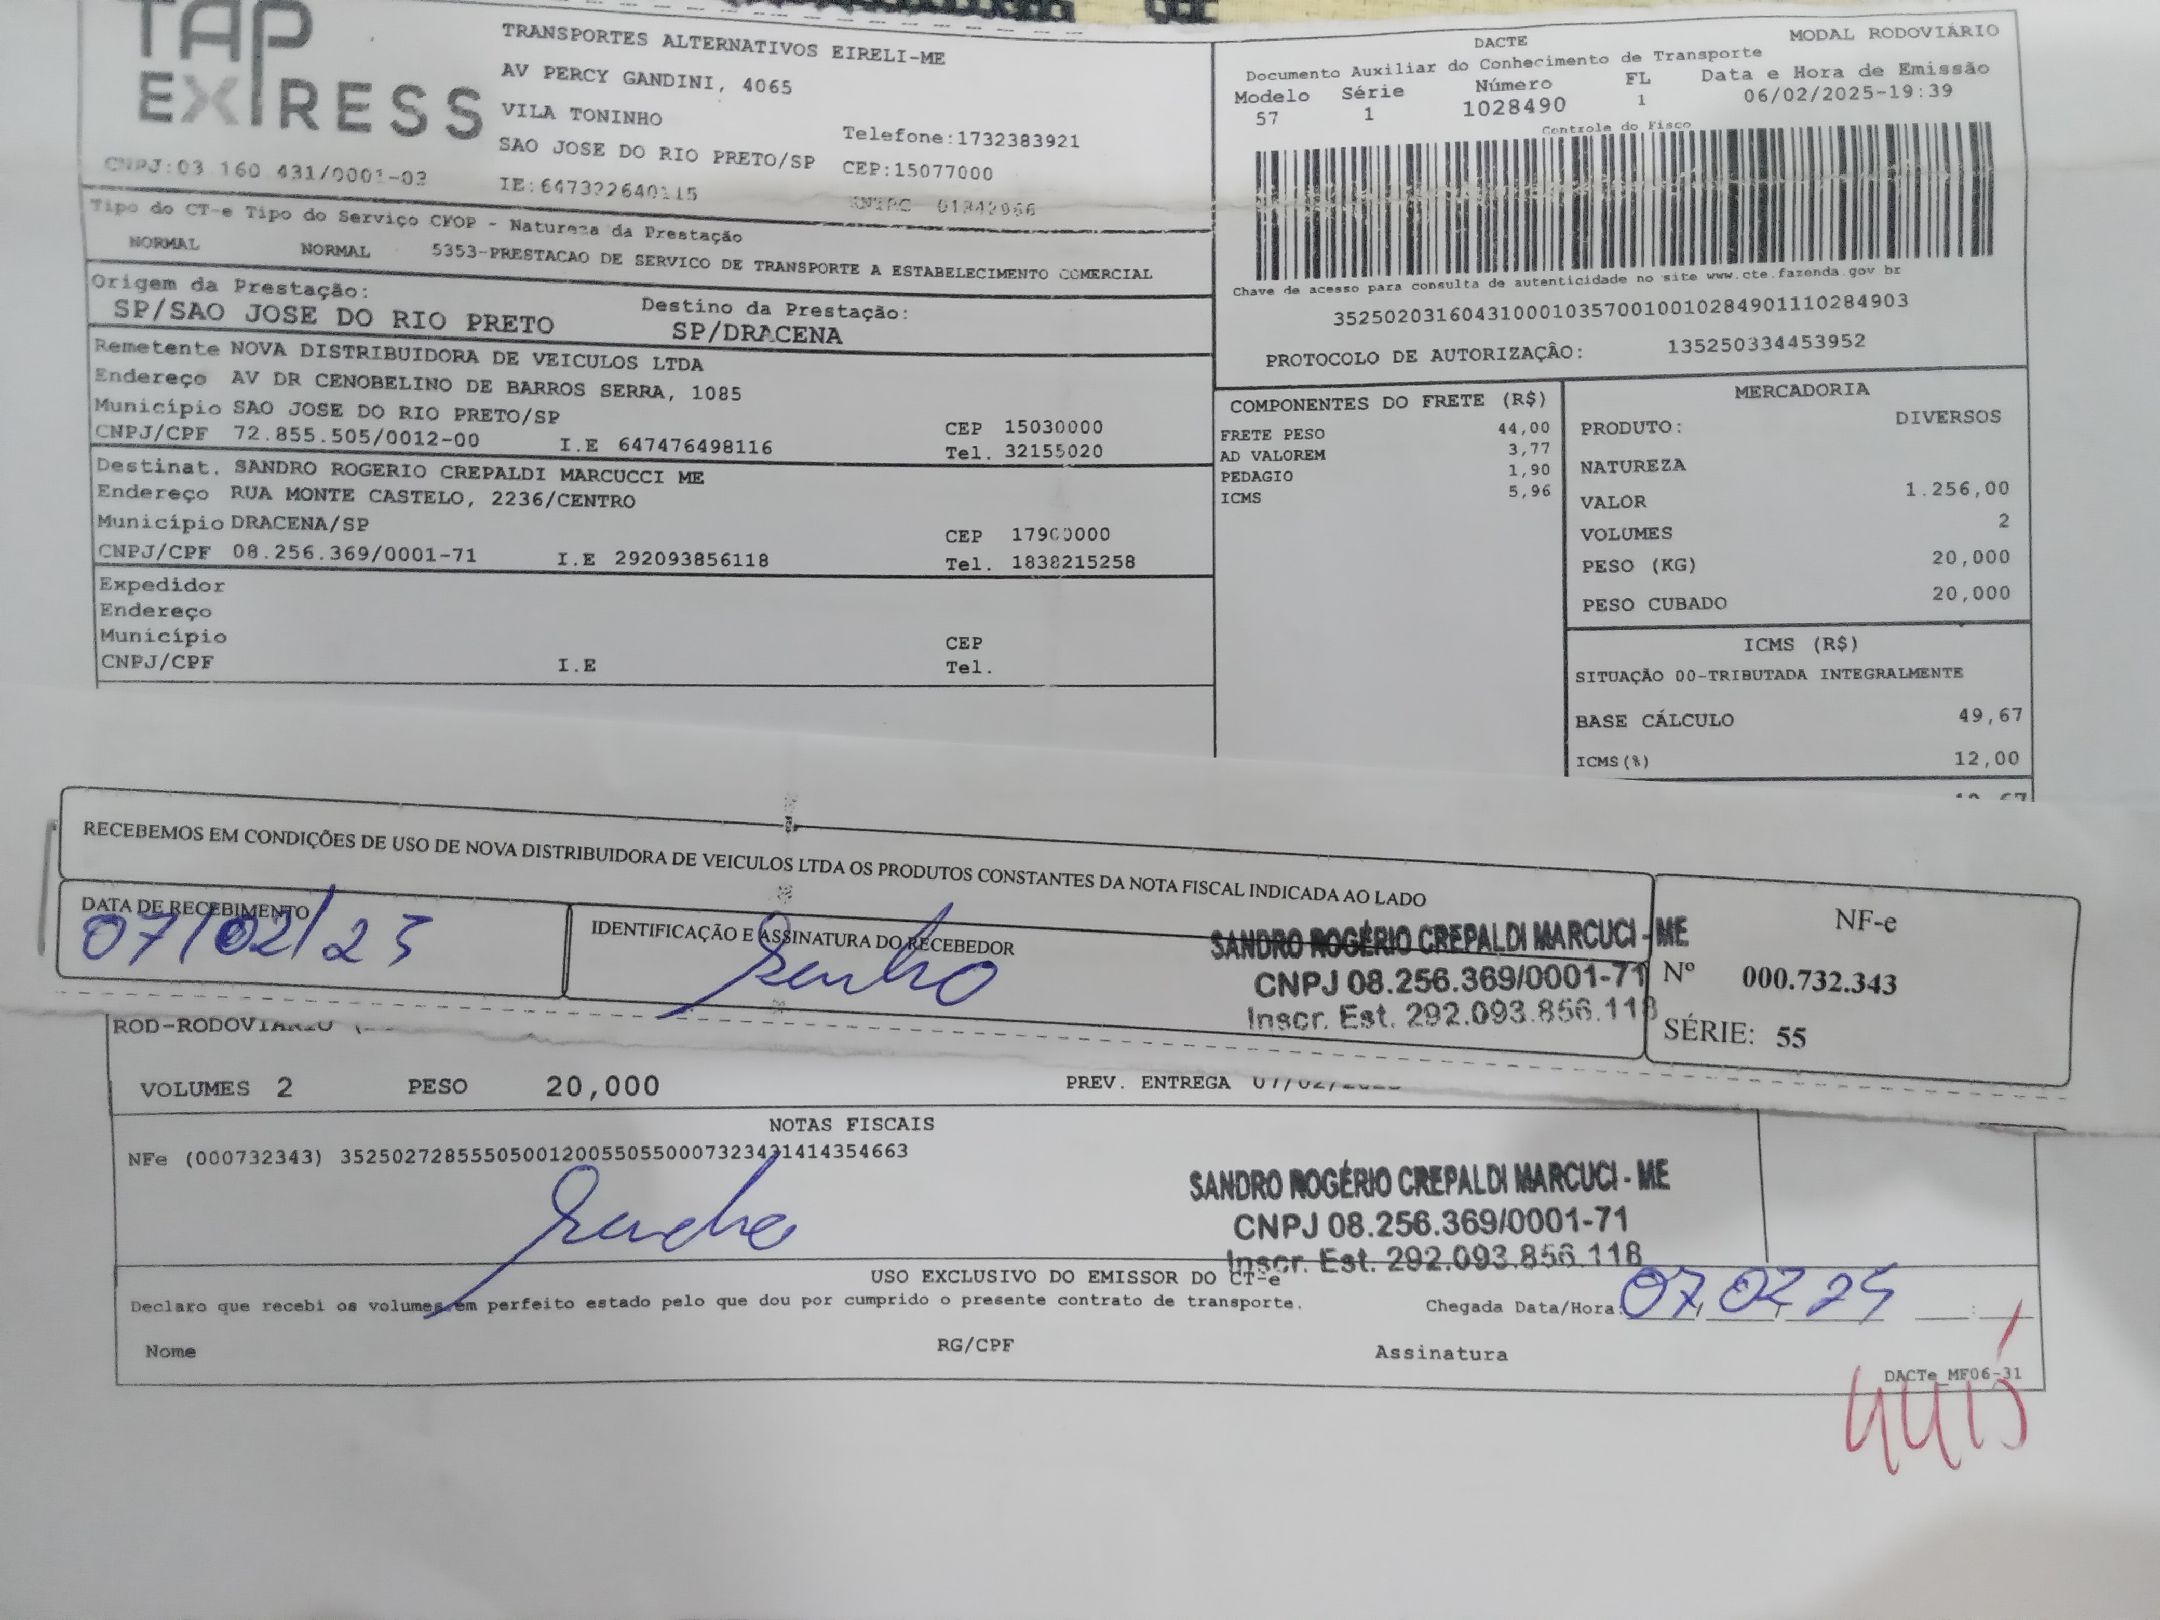 TAP EXPRESS
TRANSPORTES ALTERNATIVOS EIRELI-ME
AV PERCY GANDINI, 4065
VILA TONINHO
SAO JOSE DO RIO PRETO/SP
Telefone:1732383921
CEP:15077000
CNPJ:03 160 431/0001-03
IE:647322640115
01342966
DACTE
MODAL RODOVIÁRIO
Documento Auxiliar do Conhecimento de Transporte
Modelo Série Número FL Data e Hora de Emissão
57 1 1028490 1 06/02/2025-19:39
Controle do Fisco
Chave de acesso para consulta de autenticidade no site www.cte.fazenda.gov br
35250203160431000103570010010284901110284903
PROTOCOLO DE AUTORIZAÇÂO: 135250334453952
Tipo do CT-e Tipo do Serviço CFOP - Natureza da Prestação
NORMAL NORMAL 5353-PRESTACAO DE SERVICO DE TRANSPORTE A ESTABELECIMENTO COMERCIAL
Origem da Prestação: Destino da Prestação:
SP/SAO JOSE DO RIO PRETO SP/DRACENA
Remetente NOVA DISTRIBUIDORA DE VEICULOS LTDA
Endereço AV DR CENOBELINO DE BARROS SERRA, 1085
Município SAO JOSE DO RIO PRETO/SP CEP 15030000
CNPJ/CPF 72.855.505/0012-00 I.E 647476498116 Tel. 32155020
Destinat. SANDRO ROGERIO CREPALDI MARCUCCI ME
Endereço RUA MONTE CASTELO, 2236/CENTRO
Município DRACENA/SP CEP 17900000
CNPJ/CPF 08.256.369/0001-71 I.E 292093856118 Tel. 1838215258
Expedidor
Endereço
Município CEP
CNPJ/CPF I.E Tel.
COMPONENTES DO FRETE (R$)
FRETE PESO 44,00
AD VALOREM 3,77
PEDAGIO 1,90
ICMS 5,96
MERCADORIA
PRODUTO: DIVERSOS
NATUREZA
VALOR 1.256,00
VOLUMES 2
PESO (KG) 20,000
PESO CUBADO 20,000
ICMS (R$)
SITUAÇÃO 00-TRIBUTADA INTEGRALMENTE
BASE CÁLCULO 49,67
ICMS(%) 12,00
RECEBEMOS EM CONDIÇÕES DE USO DE NOVA DISTRIBUIDORA DE VEICULOS LTDA OS PRODUTOS CONSTANTES DA NOTA FISCAL INDICADA AO LADO
DATA DE RECEBIMENTO
07/02/25
IDENTIFICAÇÃO E ASSINATURA DO RECEBEDOR
SANDRO ROGÉRIO CREPALDI MARCUCI - ME
CNPJ 08.256.369/0001-71
Inscr. Est. 292.093.856.118
NF-e
Nº 000.732.343
SÉRIE: 55
ROD-RODOVIARIO
VOLUMES 2 PESO 20,000 PREV. ENTREGA 07/02/
NOTAS FISCAIS
NFe (000732343) 35250272855505001200550550007323431414354663
SANDRO ROGÉRIO CREPALDI MARCUCI - ME
CNPJ 08.256.369/0001-71
Inscr. Est. 292.093.856.118
USO EXCLUSIVO DO EMISSOR DO CT-e
Declaro que recebi os volumes em perfeito estado pelo que dou por cumprido o presente contrato de transporte. Chegada Data/Hora: 07/02/25
Nome RG/CPF Assinatura
DACTe_MF06-31